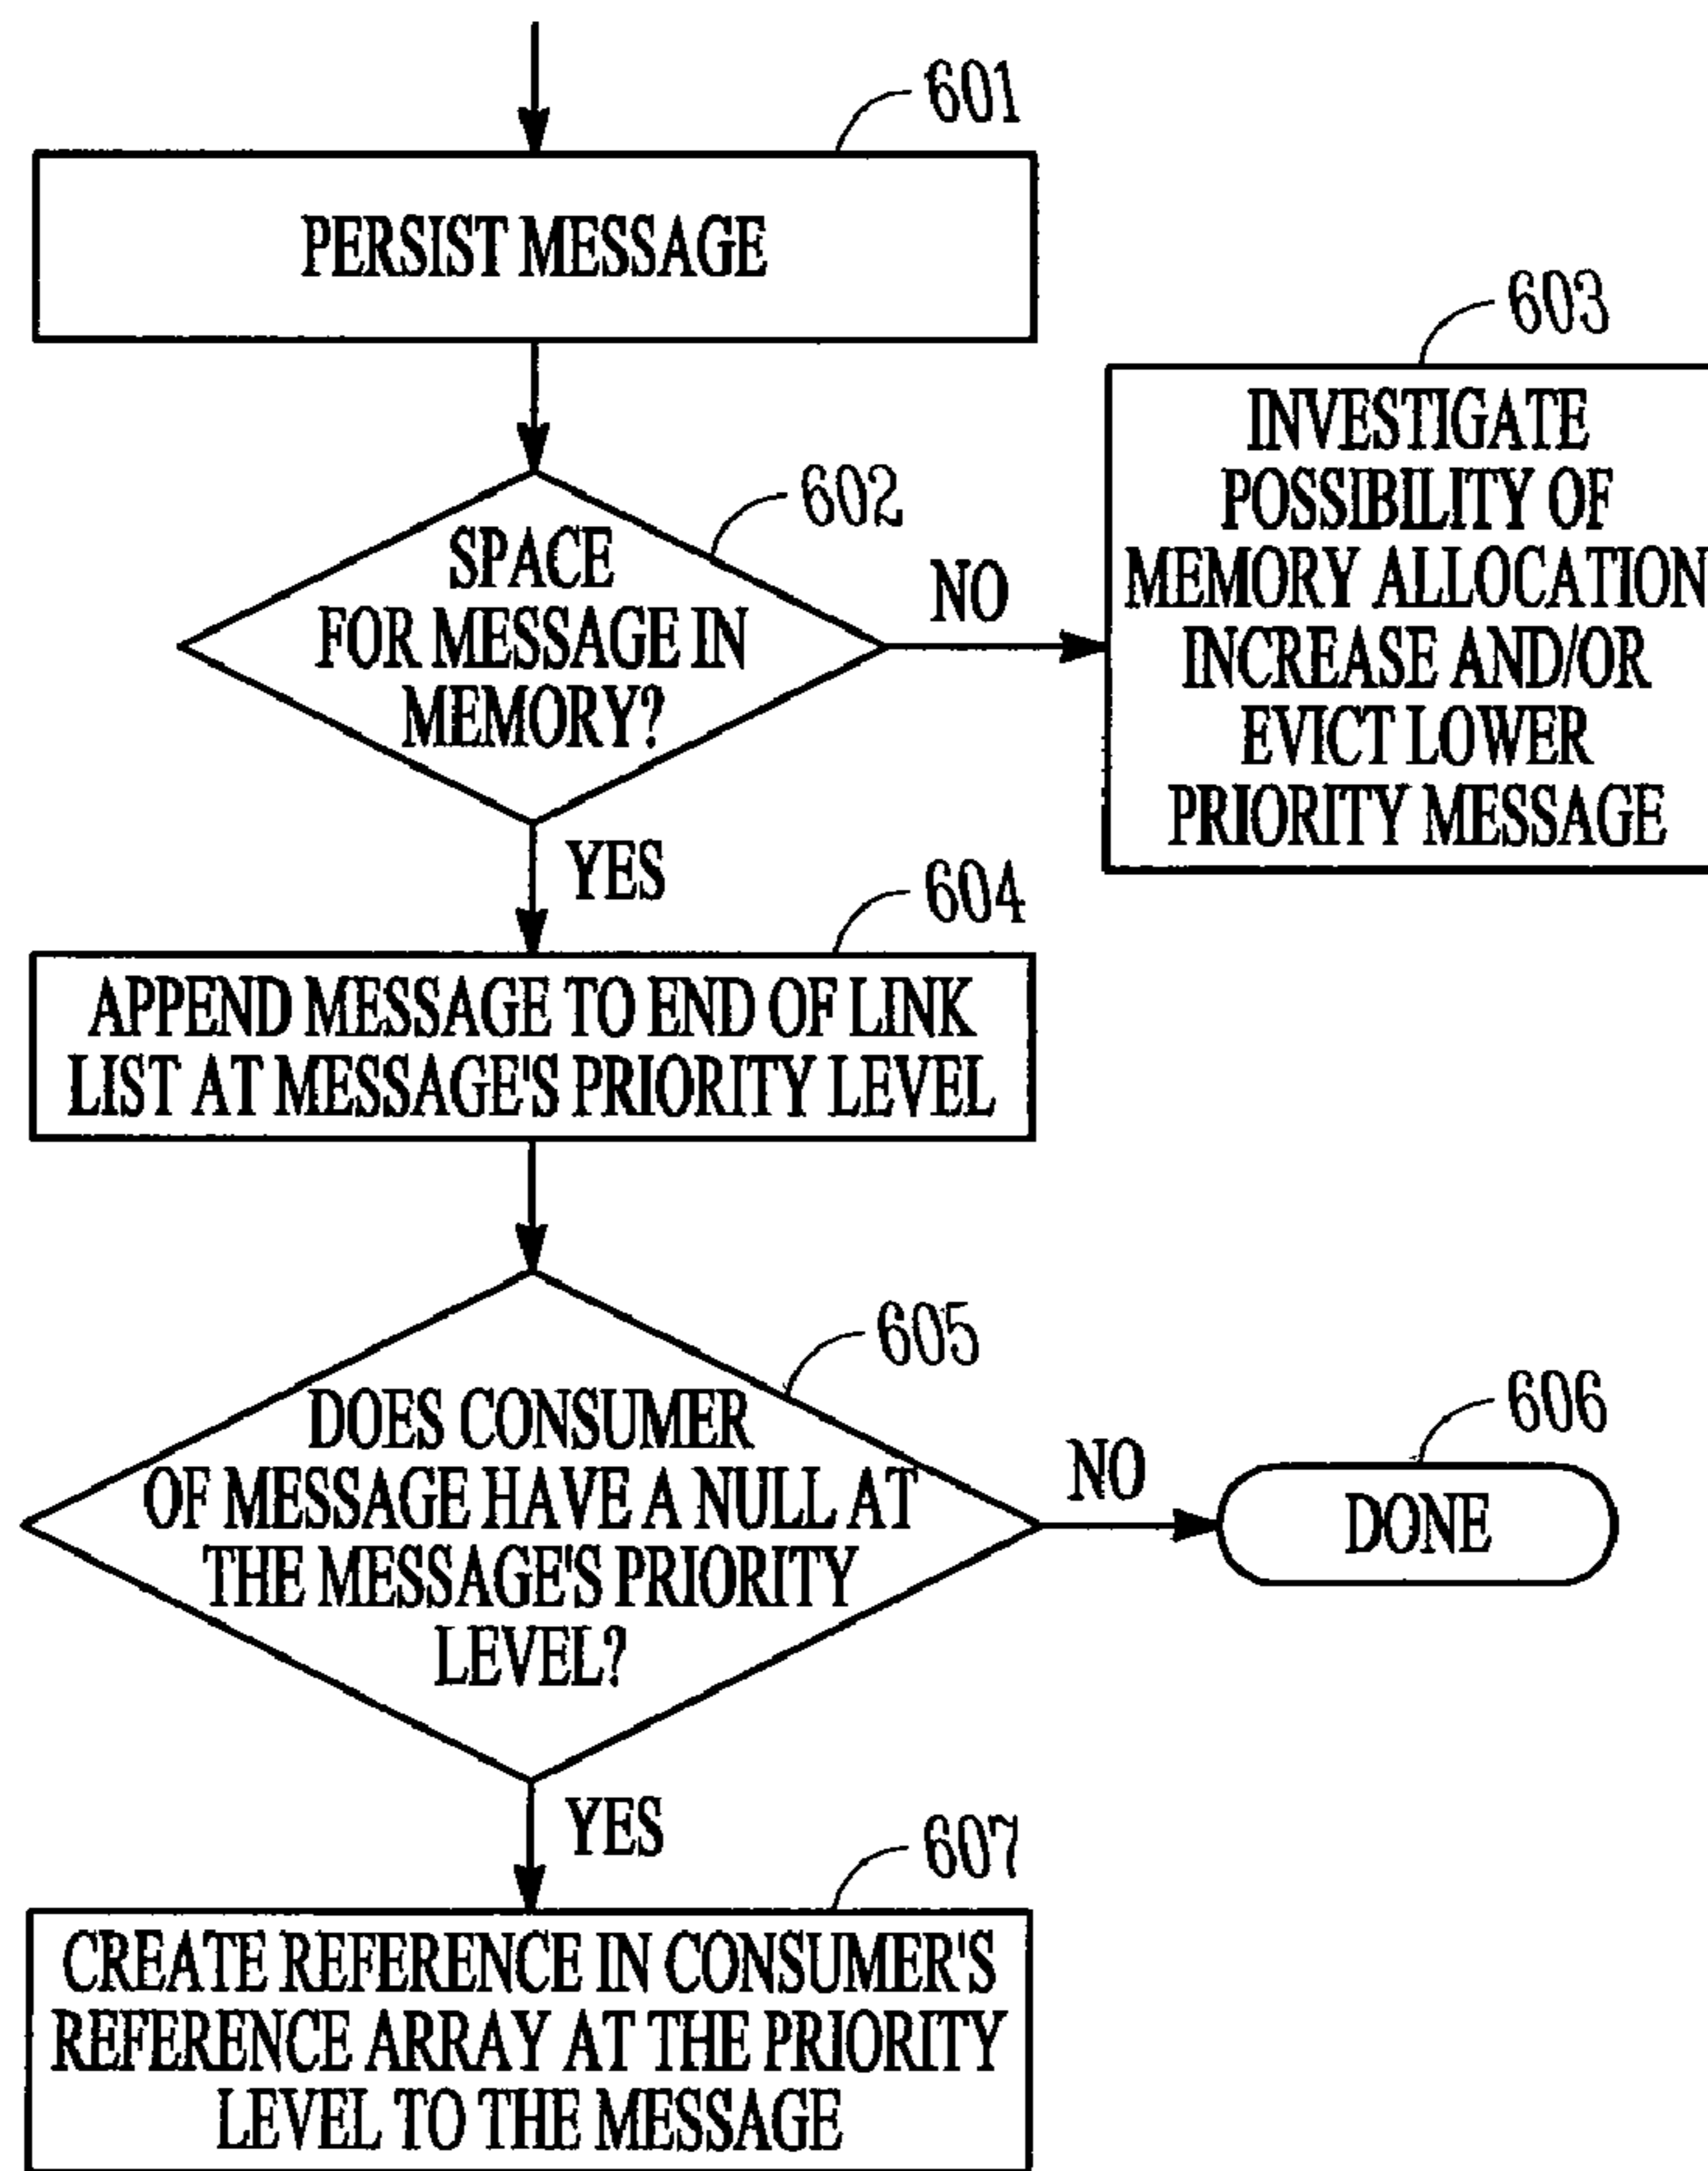 601
PERSIST MESSAGE
603
INVESTIGATE
POSSIBILITY OF
MEMORY ALLOCATION
INCREASE AND/OR
EVICT LOWER
PRIORITY MESSAGE
602
SPACE
FOR MESSAGE IN
MEMORY?
NO
YES
604
APPEND MESSAGE TO END OF LINK
LIST AT MESSAGE'S PRIORITY LEVEL
605
DOES CONSUMER
OF MESSAGE HAVE A NULL AT
THE MESSAGE'S PRIORITY
LEVEL?
NO
606
DONE
YES
607
CREATE REFERENCE IN CONSUMER'S
REFERENCE ARRAY AT THE PRIORITY
LEVEL TO THE MESSAGE